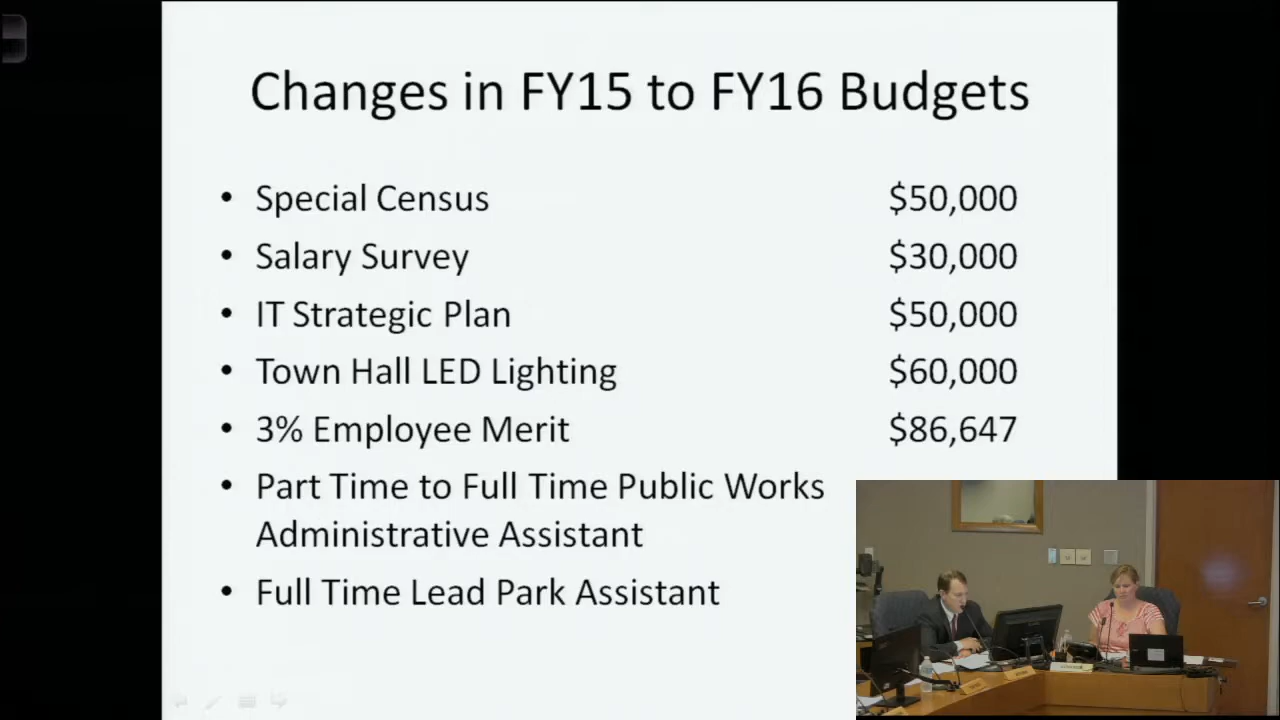 Changes in FY15 to FY16 Budgets
• Special Census $50,000
• Salary Survey $30,000
• IT Strategic Plan $50,000
• Town Hall LED Lighting $60,000
• 3% Employee Merit $86,647
• Part Time to Full Time Public Works
Administrative Assistant
• Full Time Lead Park Assistant